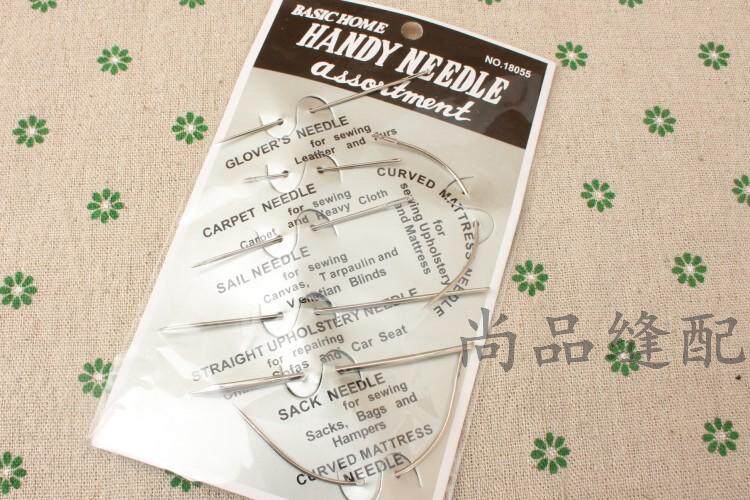 BASIC HOME
HANDY NEEDLE
NO.18055
assortment
GLOVER'S NEEDLE
for sewing
Leather and Furs
CARPET NEEDLE
for sewing
Carpet and Heavy Cloth
SAIL NEEDLE
for sewing
Canvas, Tarpaulin and
Venetian Blinds
STRAIGHT UPHOLSTERY NEEDLE
for repairing
Sofas and Car Seat
SACK NEEDLE
for sewing
Sacks, Bags and
Hampers
CURVED MATTRESS NEEDLE
for
sewing Upholstery
and Mattress
CURVED MATTRESS
NEEDLE
尚品缝配